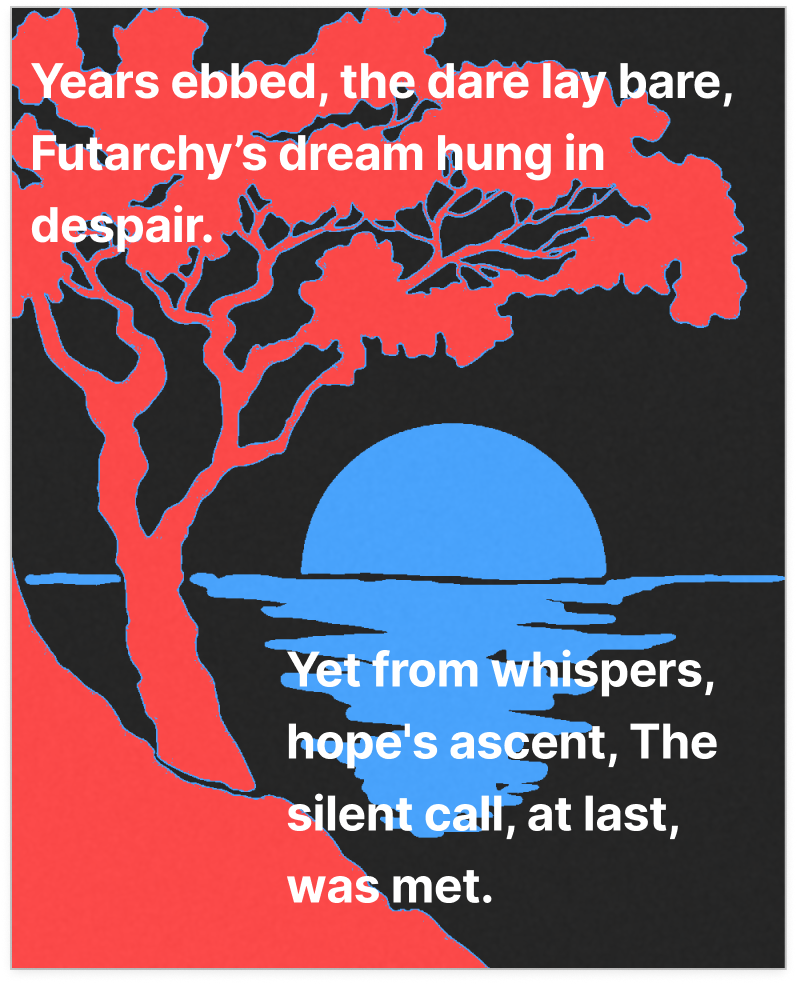 Years ebbed, the dare lay bare,
Futarchy’s dream hung in
despair.
Yet from whispers,
hope's ascent, The
silent call, at last,
was met.